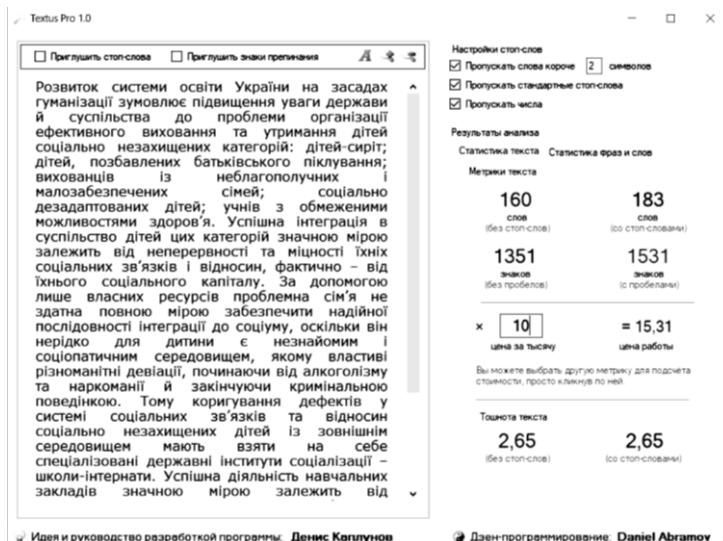 Textus Pro 1.0
Приглушить стоп-слова Приглушить знаки препинания
Розвиток системи освіти України на засадах
гуманізації зумовлює підвищення уваги держави
й суспільства до проблеми організації
ефективного виховання та утримання дітей
соціально незахищених категорій: дітей-сиріт;
дітей, позбавлених батьківського піклування;
вихованців із неблагополучних і
малозабезпечених сімей; соціально
дезадаптованих дітей; учнів з обмеженими
можливостями здоров'я. Успішна інтеграція в
суспільство дітей цих категорій значною мірою
залежить від неперервності та міцності їхніх
соціальних зв'язків і відносин, фактично – від
їхнього соціального капіталу. За допомогою
лише власних ресурсів проблемна сім'я не
здатна повною мірою забезпечити надійної
послідовності інтеграції до соціуму, оскільки він
нерідко для дитини є незнайомим і
соціопатичним середовищем, якому властиві
різноманітні девіації, починаючи від алкоголізму
та наркоманії й закінчуючи кримінальною
поведінкою. Тому коригування дефектів у
системі соціальних зв'язків та відносин
соціально незахищених дітей із зовнішнім
середовищем мають взяти на себе
спеціалізовані державні інститути соціалізації –
школи-інтернати. Успішна діяльність навчальних
закладів значною мірою залежить від
Настройки стоп-слов
Пропускать слова короче 2 символов
Пропускать стандартные стоп-слова
Пропускать числа
Результаты анализа
Статистика текста Статистика фраз и слов
Метрики текста
160 183
слов слов
(без стоп-слов) (со стоп-словами)
1351 1531
знаков знаков
(без пробелов) (с пробелами)
× 10 = 15,31
цена за тысячу цена работы
Вы можете выбрать другую метрику для подсчета
стоимости, просто кликнув по ней.
Тошнота текста
2,65 2,65
(без стоп-слов) (со стоп-словами)
Идея и руководство разработкой программы: Денис Каплунов
Дзен-программирование: Daniel Abramov